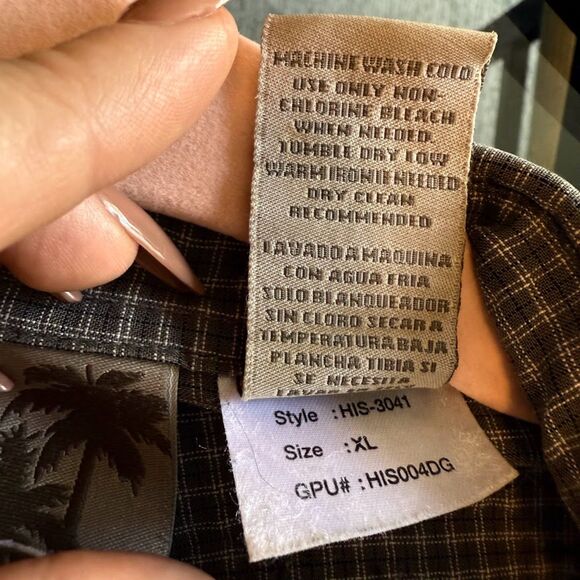 MACHINE WASH COLD
USE ONLY NON-
CHLORINE BLEACH
WHEN NEEDED.
TUMBLE DRY LOW
WARM IRON IF NEEDED
DRY CLEAN
RECOMMENDED
LAVADO A MAQUINA
CON AGUA FRIA
SOLO BLANQUEADOR
SIN CLORO SECAR A
TEMPERATURA BAJA
PLANCHA TIBIA SI
SE NECESITA
Style : HIS-3041
Size : XL
GPU# : HIS004DG